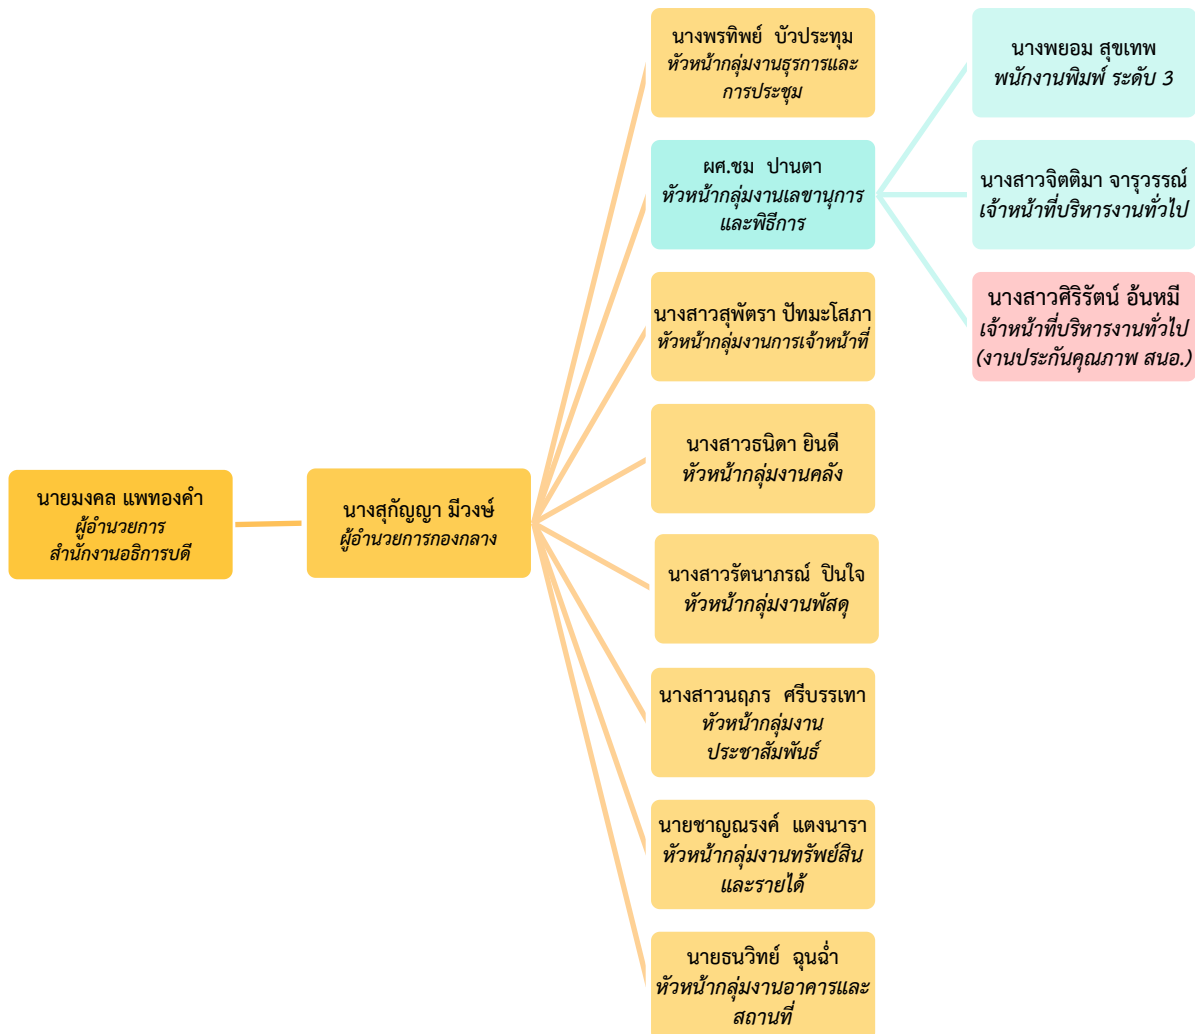 นายมงคล แพทองคำ
ผู้อำนวยการ
สำนักงานอธิการบดี
นางสุกัญญา มีวงษ์
ผู้อำนวยการกองกลาง
นางพรทิพย์ บัวประทุม
หัวหน้ากลุ่มงานธุรการและ
การประชุม
ผศ.ชม ปานตา
หัวหน้ากลุ่มงานเลขานุการ
และพิธีการ
นางพยอม สุขเทพ
พนักงานพิมพ์ ระดับ 3
นางสาวจิตติมา จารุวรรณ์
เจ้าหน้าที่บริหารงานทั่วไป
นางสาวศิริรัตน์ อ้นหมี
เจ้าหน้าที่บริหารงานทั่วไป
(งานประกันคุณภาพ สนอ.)
นางสาวสุพัตรา ปัทมะโสภา
หัวหน้ากลุ่มงานการเจ้าหน้าที่
นางสาวธนิดา ยินดี
หัวหน้ากลุ่มงานคลัง
นางสาวรัตนาภรณ์ ปินใจ
หัวหน้ากลุ่มงานพัสดุ
นางสาวนฤภร ศรีบรรเทา
หัวหน้ากลุ่มงาน
ประชาสัมพันธ์
นายชาญณรงค์ แตงนารา
หัวหน้ากลุ่มงานทรัพย์สิน
และรายได้
นายธนวิทย์ ฉุนฉ่ำ
หัวหน้ากลุ่มงานอาคารและ
สถานที่